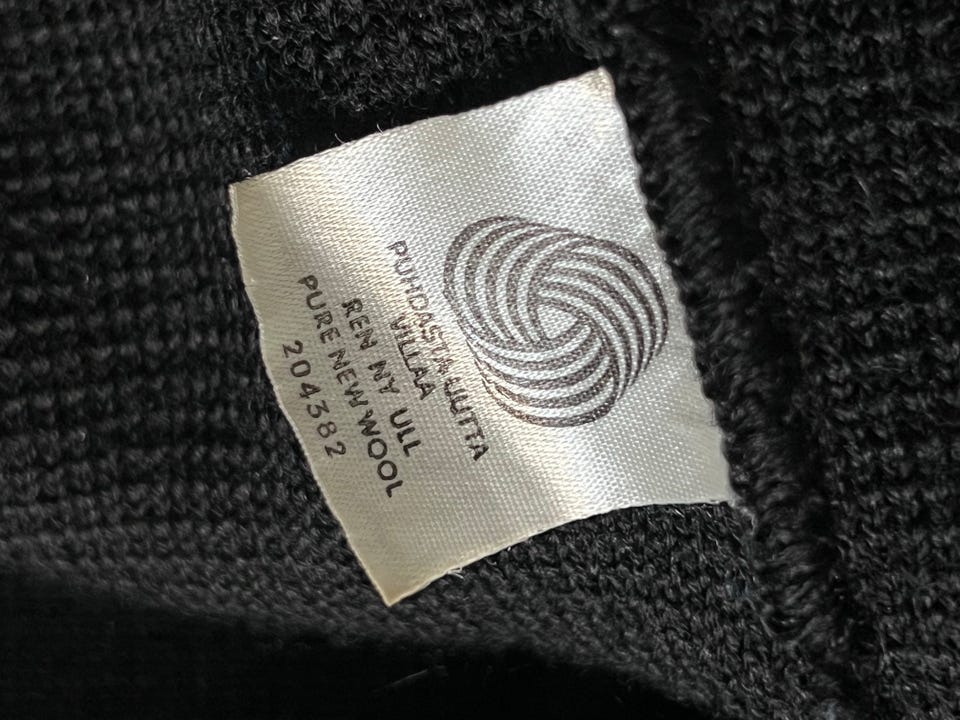 PUHDASTA UUTTA
VILLAA
REN NY ULL
PURE NEW WOOL
204382